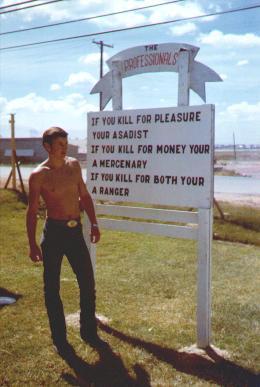 THE
PROFESSIONALS
IF YOU KILL FOR PLEASURE
YOUR ASADIST
IF YOU KILL FOR MONEY YOUR
A MERCENARY
IF YOU KILL FOR BOTH YOUR
A RANGER